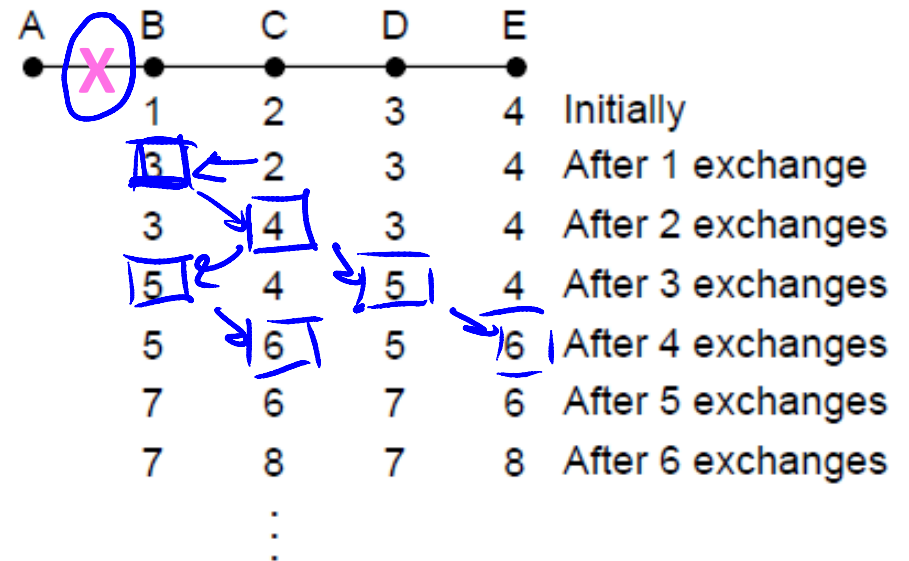 A B C D E
X
1 2 3 4 Initially
3 2 3 4 After 1 exchange
3 4 3 4 After 2 exchanges
5 4 5 4 After 3 exchanges
5 6 5 6 After 4 exchanges
7 6 7 6 After 5 exchanges
7 8 7 8 After 6 exchanges